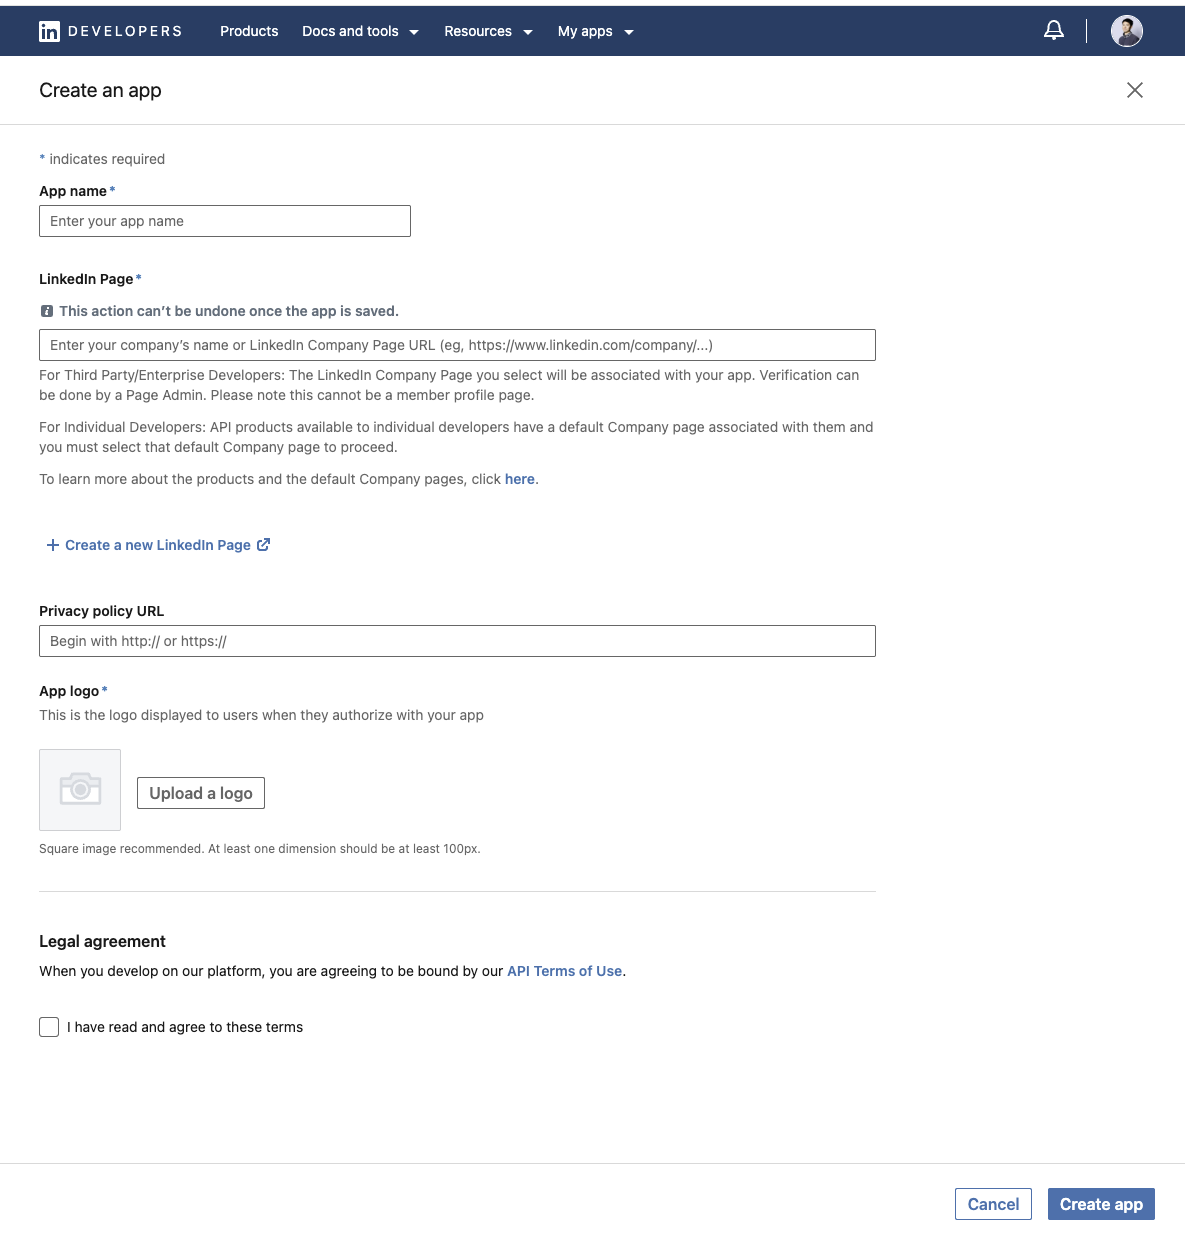 in DEVELOPERS Products Docs and tools Resources My apps
Create an app
* indicates required
App name*
Enter your app name
LinkedIn Page*
This action can’t be undone once the app is saved.
Enter your company’s name or LinkedIn Company Page URL (eg, https://www.linkedin.com/company/...)
For Third Party/Enterprise Developers: The LinkedIn Company Page you select will be associated with your app. Verification can
be done by a Page Admin. Please note this cannot be a member profile page.
For Individual Developers: API products available to individual developers have a default Company page associated with them and
you must select that default Company page to proceed.
To learn more about the products and the default Company pages, click here.
+ Create a new LinkedIn Page
Privacy policy URL
Begin with http:// or https://
App logo*
This is the logo displayed to users when they authorize with your app
Upload a logo
Square image recommended. At least one dimension should be at least 100px.
Legal agreement
When you develop on our platform, you are agreeing to be bound by our API Terms of Use.
I have read and agree to these terms
Cancel Create app